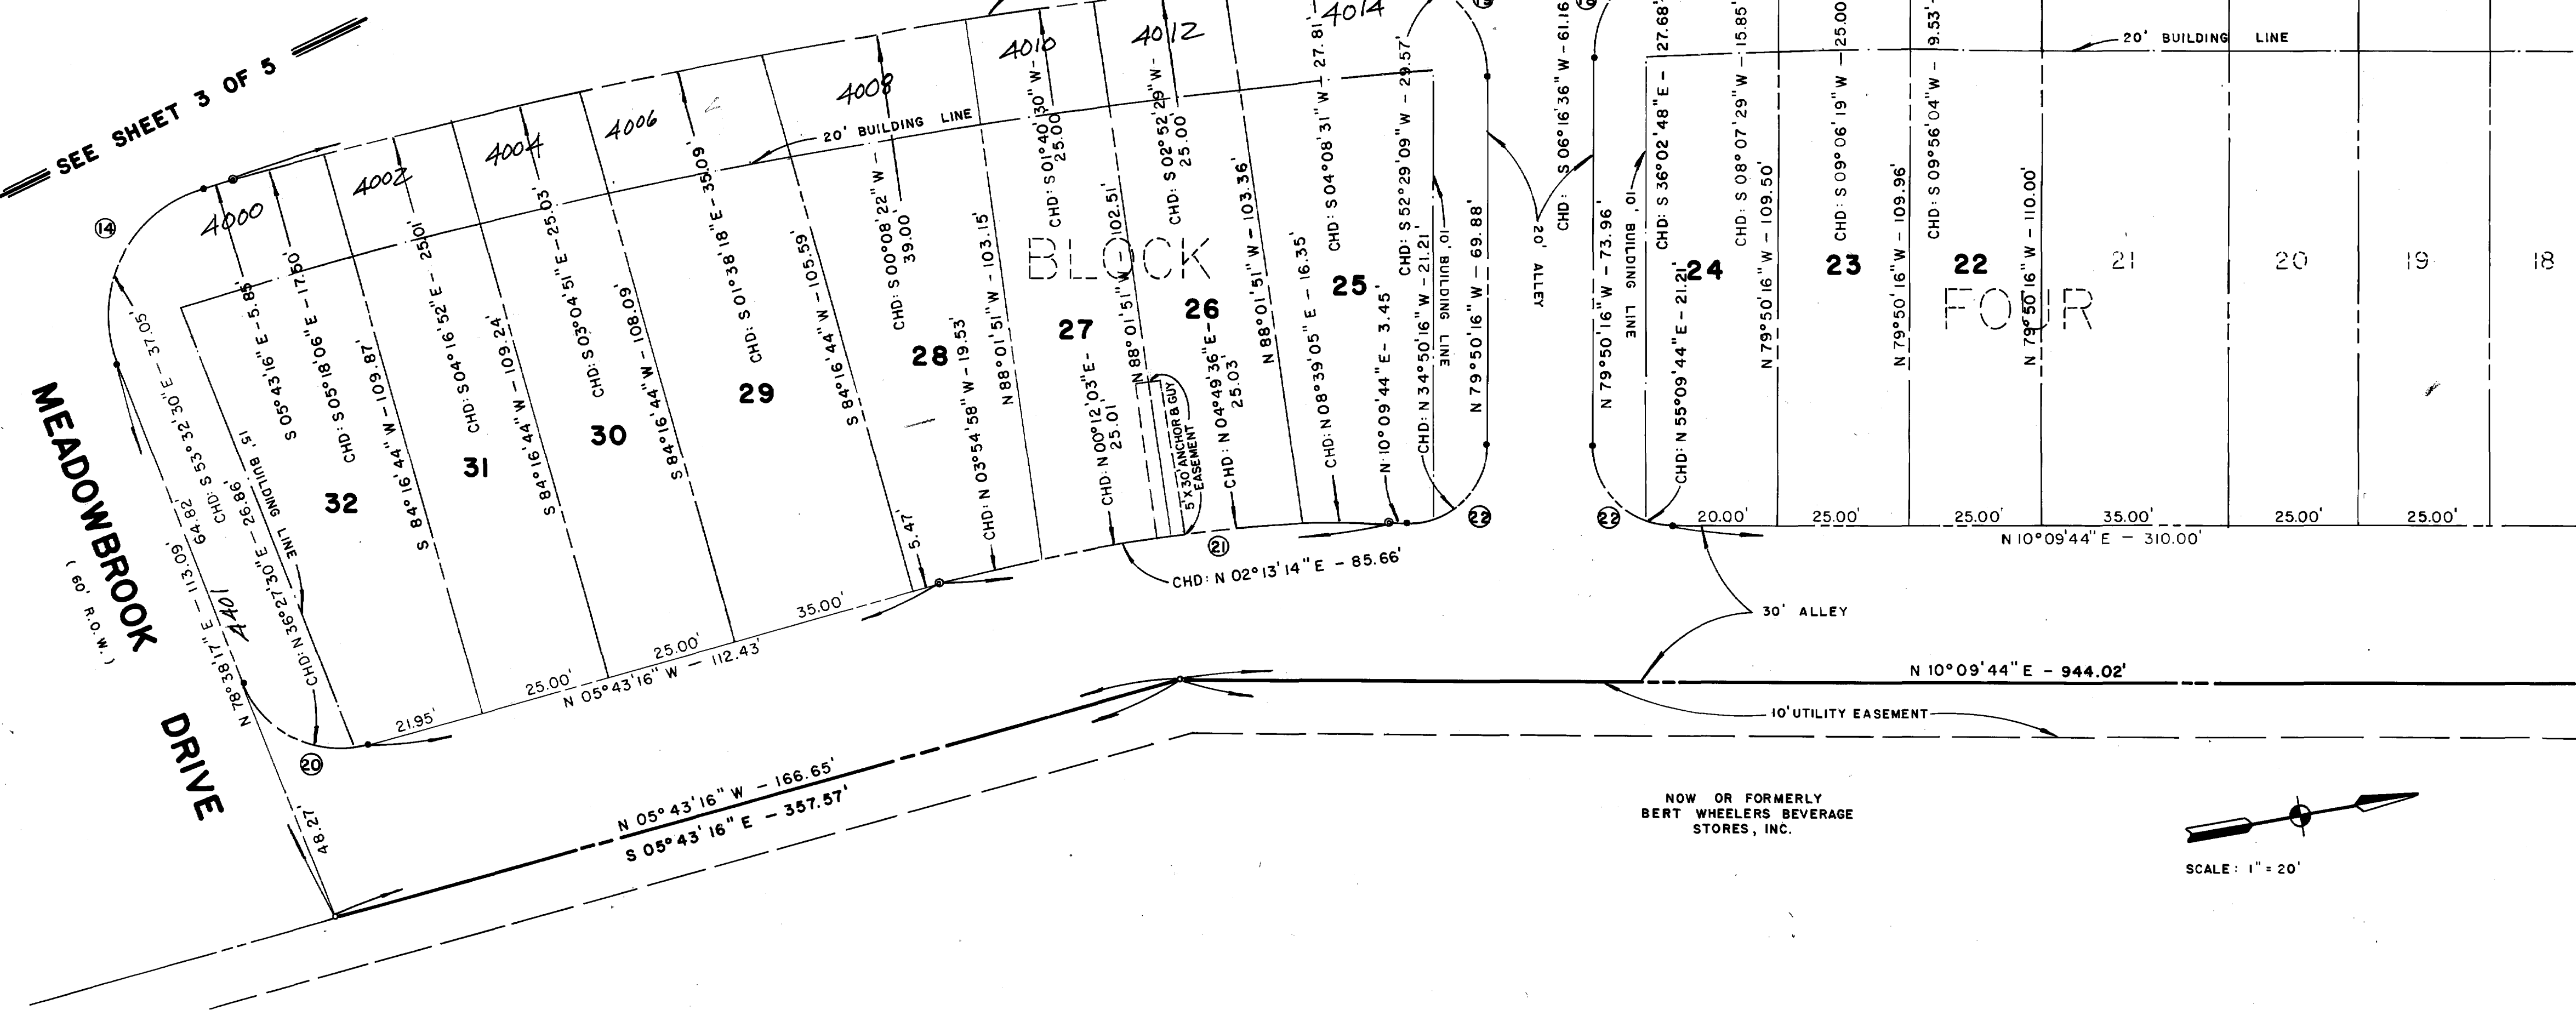 SEE SHEET 3 OF 5
4000
4002
4004
4006
4008
4010
4012
4014
20' BUILDING LINE
20' BUILDING LINE
14
MEADOWBROOK
DRIVE
( 60' R.O.W. )
CHD: S 53°32'30"E - 37.05'
64.82'
N 78°38'17" E - 113.09'
4401
CHD: N 36°27'30"E - 26.86'
15' BUILDING LINE
48.27'
20
S 05°43'16"E - 5.85'
CHD: S 05°18'06"E - 17.50'
32
S 84°16'44" W - 109.87'
CHD: S 04°16'52"E - 25.01'
31
S 84°16'44" W - 109.24'
CHD: S 03°04'51"E - 25.03'
30
S 84°16'44" W - 108.09'
CHD: S 01°38'18"E - 35.09'
29
S 84°16'44" W - 105.59'
CHD: S 00°08'22" W -
39.00'
28
N 03°54'58" W - 19.53'
CHD:
5.47'
N 88°01'51" W - 103.15'
CHD: S 01°40'30" W -
25.00'
BLOCK
27
CHD: N 00°12'03"E -
25.01
N 88°01'51" W - 102.51'
5'X30' ANCHOR & GUY
EASEMENT
CHD: S 02°52'29" W -
25.00'
26
CHD: N 04°49'36"E -
25.03'
N 88°01'51" W - 103.36'
CHD: S 04°08'31" W - 27.81'
25
CHD: N 08°39'05" E - 16.35'
N 10°09'44"E - 3.45'
CHD: S 52°29'09"W - 29.57'
CHD: N 34°50'16"W - 21.21'
10' BUILDING LINE
N 79°50'16" W - 69.88'
22
20' ALLEY
CHD: S 06°16'36" W - 61.16
N 79°50'16" W - 73.96'
10' BUILDING LINE
22
CHD: S 36°02'48"E - 27.68'
CHD: N 55°09'44"E - 21.21'
24
CHD: S 08°07'29" W - 15.85'
N 79°50'16" W - 109.50'
CHD: S 09°06'19" W - 25.00
23
N 79°50'16" W - 109.96'
CHD: S 09°56'04" W - 9.53'
22
FOUR
N 79°50'16" W - 110.00'
21
20
19
18
21.95'
25.00'
25.00'
35.00'
N 05°43'16" W - 112.43'
21
CHD: N 02°13'14"E - 85.66'
20.00'
25.00'
25.00'
35.00'
25.00'
25.00'
N 10°09'44"E - 310.00'
30' ALLEY
N 10°09'44"E - 944.02'
10' UTILITY EASEMENT
N 05°43'16" W - 166.65'
S 05°43'16" E - 357.57'
NOW OR FORMERLY
BERT WHEELERS BEVERAGE
STORES, INC.
SCALE: 1" = 20'